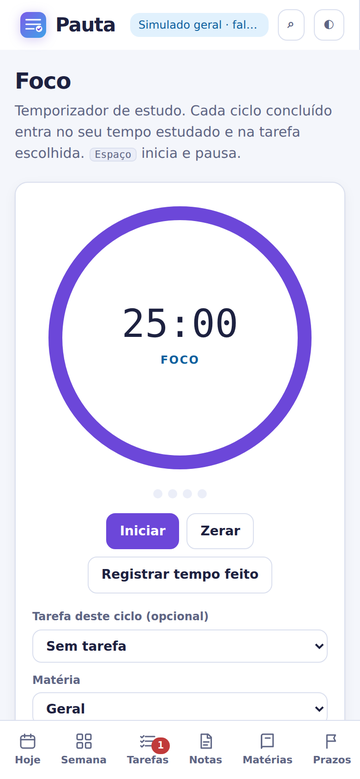 Pauta
Simulado geral · fal...
Foco
Temporizador de estudo. Cada ciclo concluído
entra no seu tempo estudado e na tarefa
escolhida. Espaço inicia e pausa.
25:00
FOCO
Iniciar
Zerar
Registrar tempo feito
Tarefa deste ciclo (opcional)
Sem tarefa
Matéria
Geral
1
Hoje
Semana
Tarefas
Notas
Matérias
Prazos